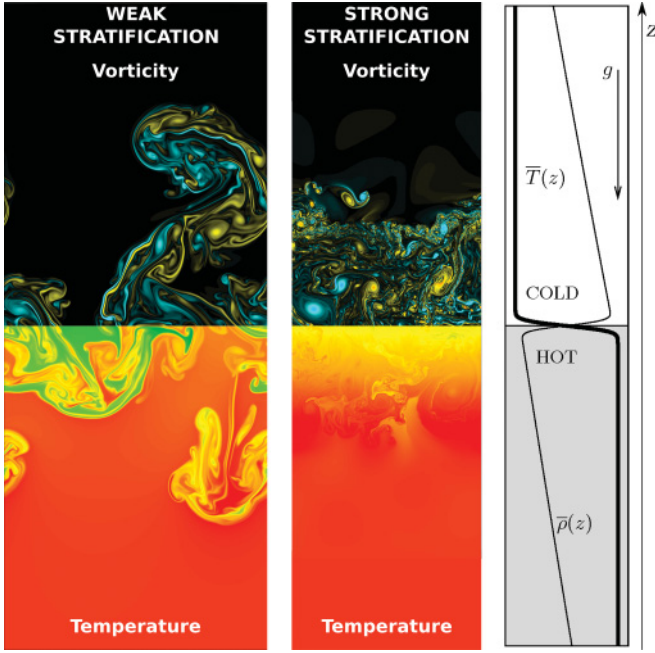 WEAK
STRATIFICATION
Vorticity
Temperature
STRONG
STRATIFICATION
Vorticity
Temperature
z
g
T̅(z)
COLD
HOT
ρ̅(z)